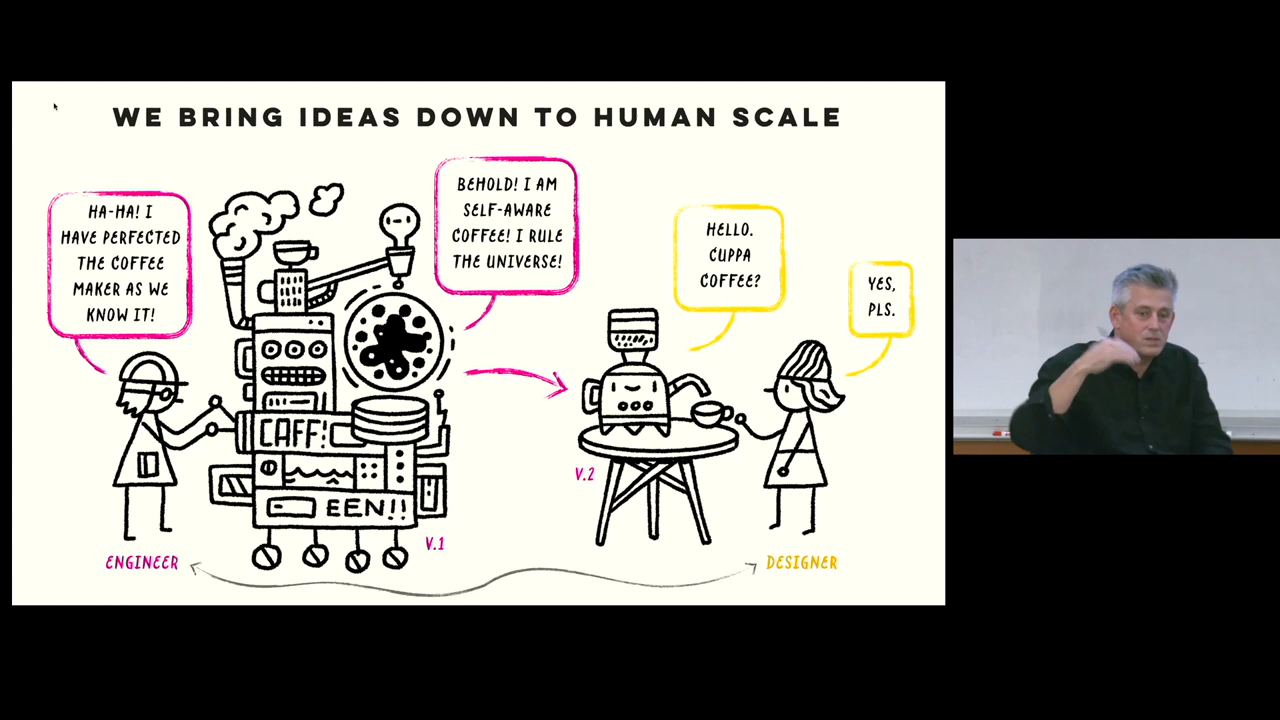 WE BRING IDEAS DOWN TO HUMAN SCALE
HA-HA! I
HAVE PERFECTED
THE COFFEE
MAKER AS WE
KNOW IT!
BEHOLD! I AM
SELF-AWARE
COFFEE! I RULE
THE UNIVERSE!
HELLO.
CUPPA
COFFEE?
YES,
PLS.
CAFF!
EEN!!
V.1
V.2
ENGINEER
DESIGNER